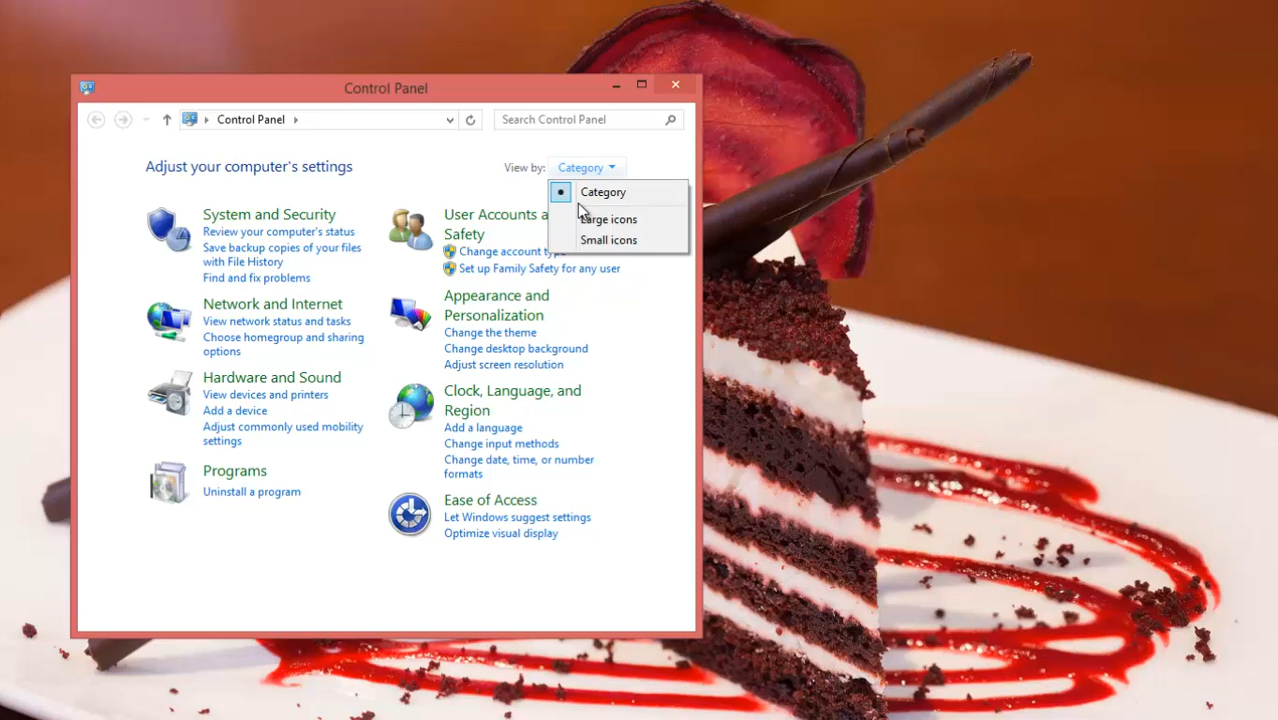 Control Panel
Control Panel
Search Control Panel
Adjust your computer's settings
View by: Category
Category
Large icons
Small icons
System and Security
Review your computer's status
Save backup copies of your files
with File History
Find and fix problems
Network and Internet
View network status and tasks
Choose homegroup and sharing
options
Hardware and Sound
View devices and printers
Add a device
Adjust commonly used mobility
settings
Programs
Uninstall a program
User Accounts a
Safety
Change account type
Set up Family Safety for any user
Appearance and
Personalization
Change the theme
Change desktop background
Adjust screen resolution
Clock, Language, and
Region
Add a language
Change input methods
Change date, time, or number
formats
Ease of Access
Let Windows suggest settings
Optimize visual display